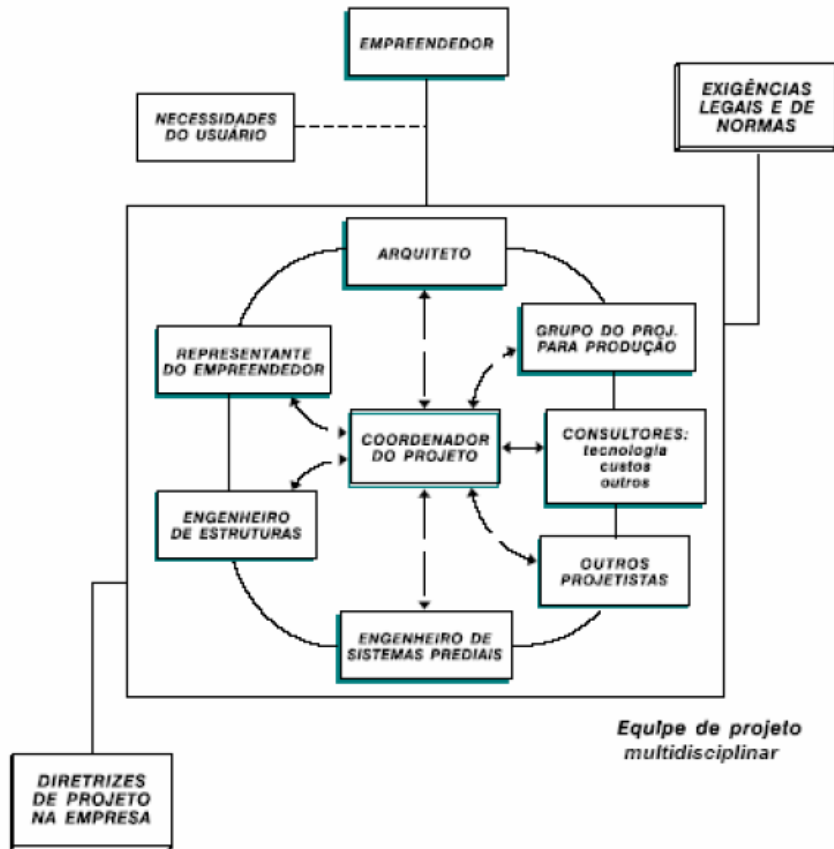 EMPREENDEDOR
NECESSIDADES
DO USUÁRIO
EXIGÊNCIAS
LEGAIS E DE
NORMAS
ARQUITETO
REPRESENTANTE
DO EMPREENDEDOR
GRUPO DO PROJ.
PARA PRODUÇÃO
COORDENADOR
DO PROJETO
CONSULTORES:
tecnologia
custos
outros
ENGENHEIRO
DE ESTRUTURAS
OUTROS
PROJETISTAS
ENGENHEIRO DE
SISTEMAS PREDIAIS
Equipe de projeto
multidisciplinar
DIRETRIZES
DE PROJETO
NA EMPRESA